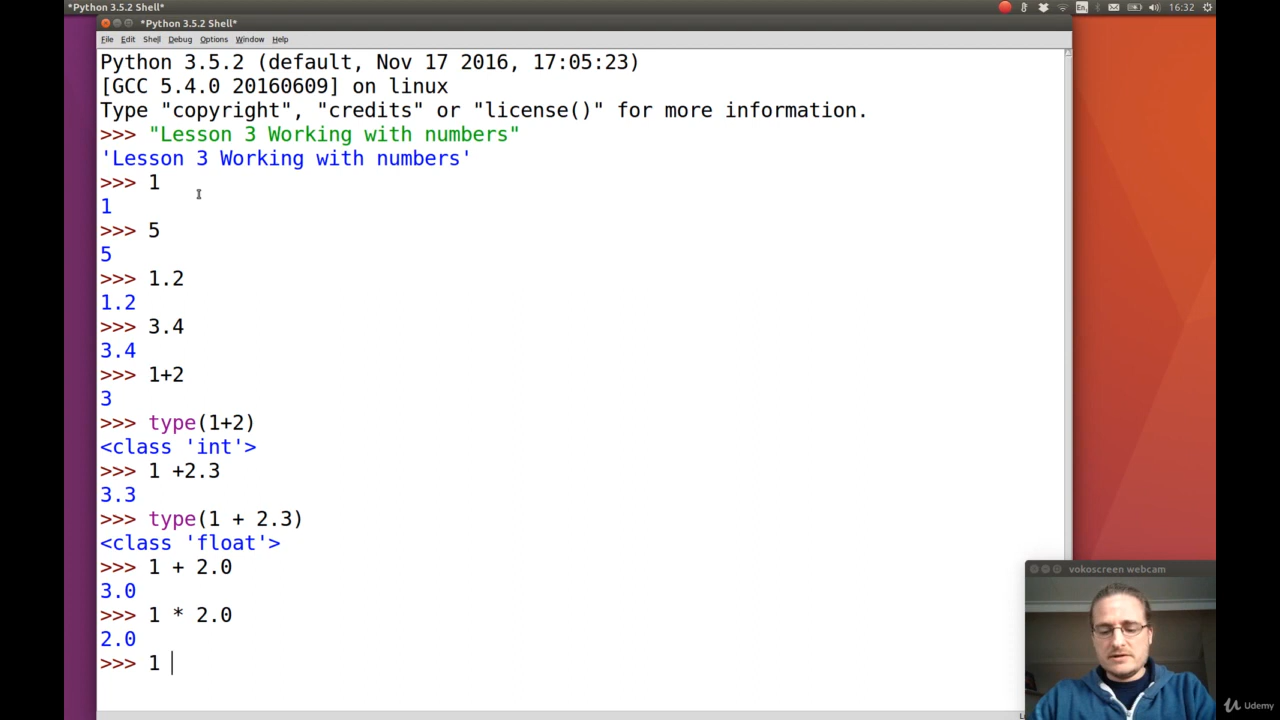 *Python 3.5.2 Shell*
En
16:32
*Python 3.5.2 Shell*
File Edit Shell Debug Options Window Help
Python 3.5.2 (default, Nov 17 2016, 17:05:23)
[GCC 5.4.0 20160609] on linux
Type "copyright", "credits" or "license()" for more information.
>>> "Lesson 3 Working with numbers"
'Lesson 3 Working with numbers'
>>> 1
1
>>> 5
5
>>> 1.2
1.2
>>> 3.4
3.4
>>> 1+2
3
>>> type(1+2)
<class 'int'>
>>> 1 +2.3
3.3
>>> type(1 + 2.3)
<class 'float'>
>>> 1 + 2.0
3.0
>>> 1 * 2.0
2.0
>>> 1
vokoscreen webcam
Udemy